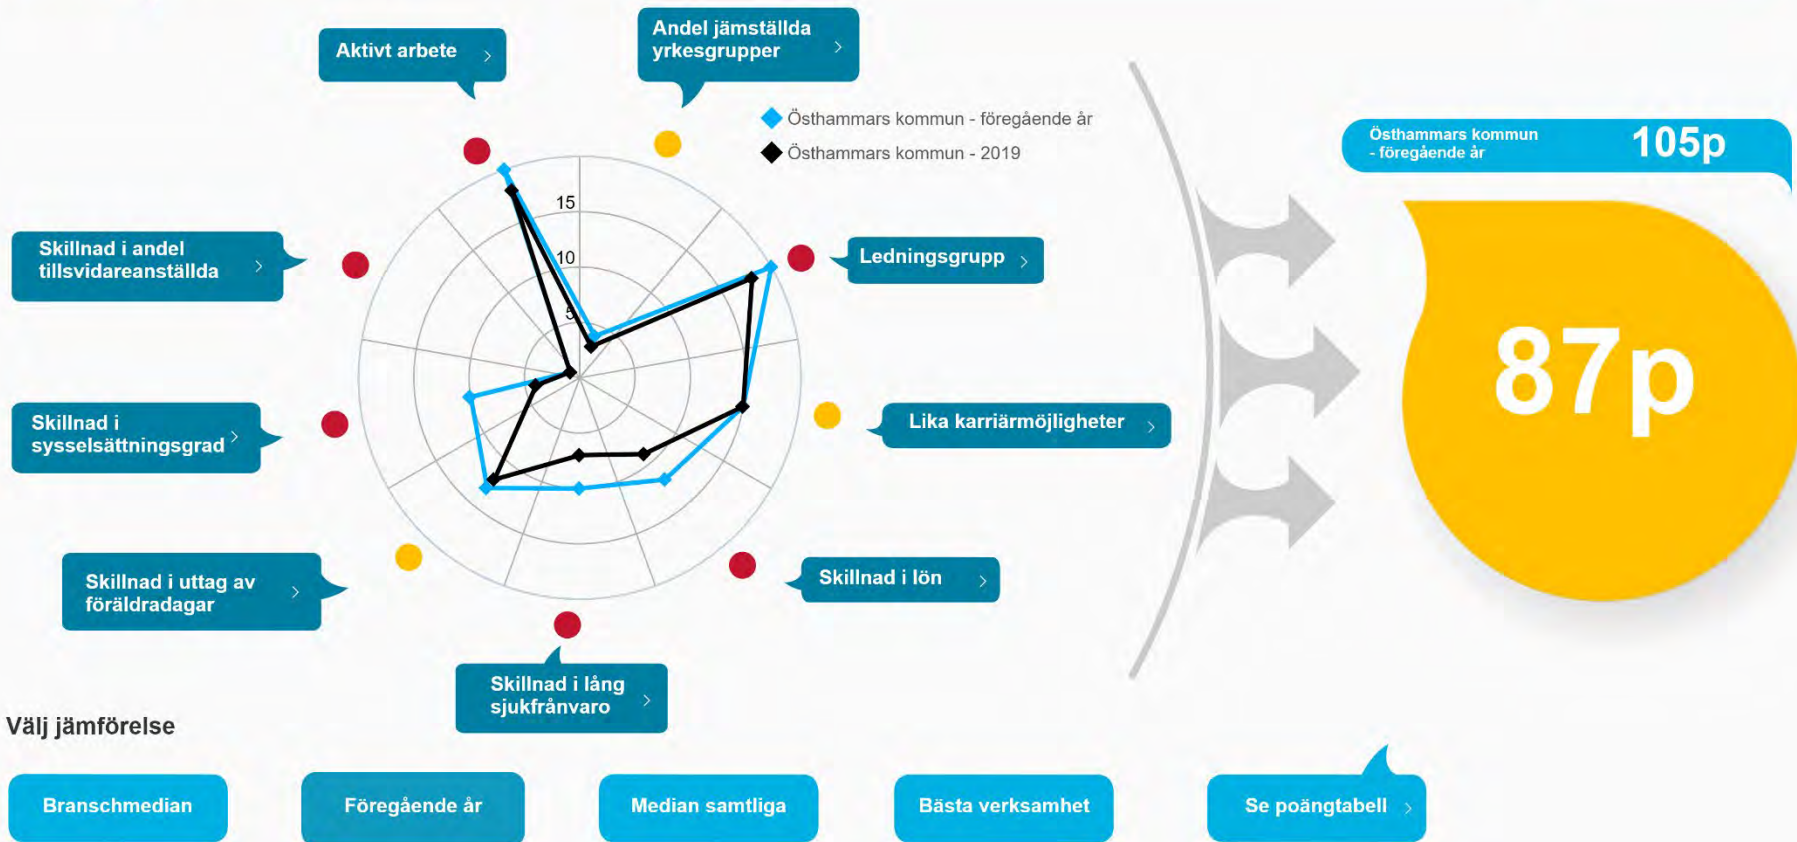 Aktivt arbete
Andel jämställda
yrkesgrupper
Östhammars kommun - föregående år
Östhammars kommun - 2019
Östhammars kommun
- föregående år
105p
15
10
5
Skillnad i andel
tillsvidareanställda
Ledningsgrupp
87p
Skillnad i
sysselsättningsgrad
Lika karriärmöjligheter
Skillnad i uttag av
föräldradagar
Skillnad i lön
Skillnad i lång
sjukfrånvaro
Välj jämförelse
Branschmedian
Föregående år
Median samtliga
Bästa verksamhet
Se poängtabell